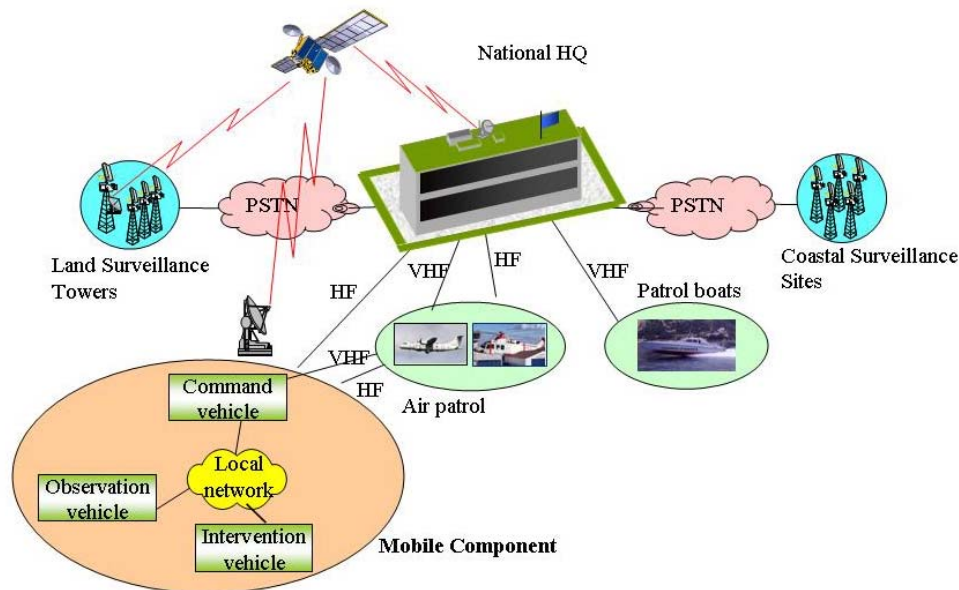 National HQ
PSTN
PSTN
Land Surveillance
Towers
Coastal Surveillance
Sites
HF
VHF
HF
VHF
Patrol boats
VHF
HF
Air patrol
Command
vehicle
Local
network
Observation
vehicle
Intervention
vehicle
Mobile Component